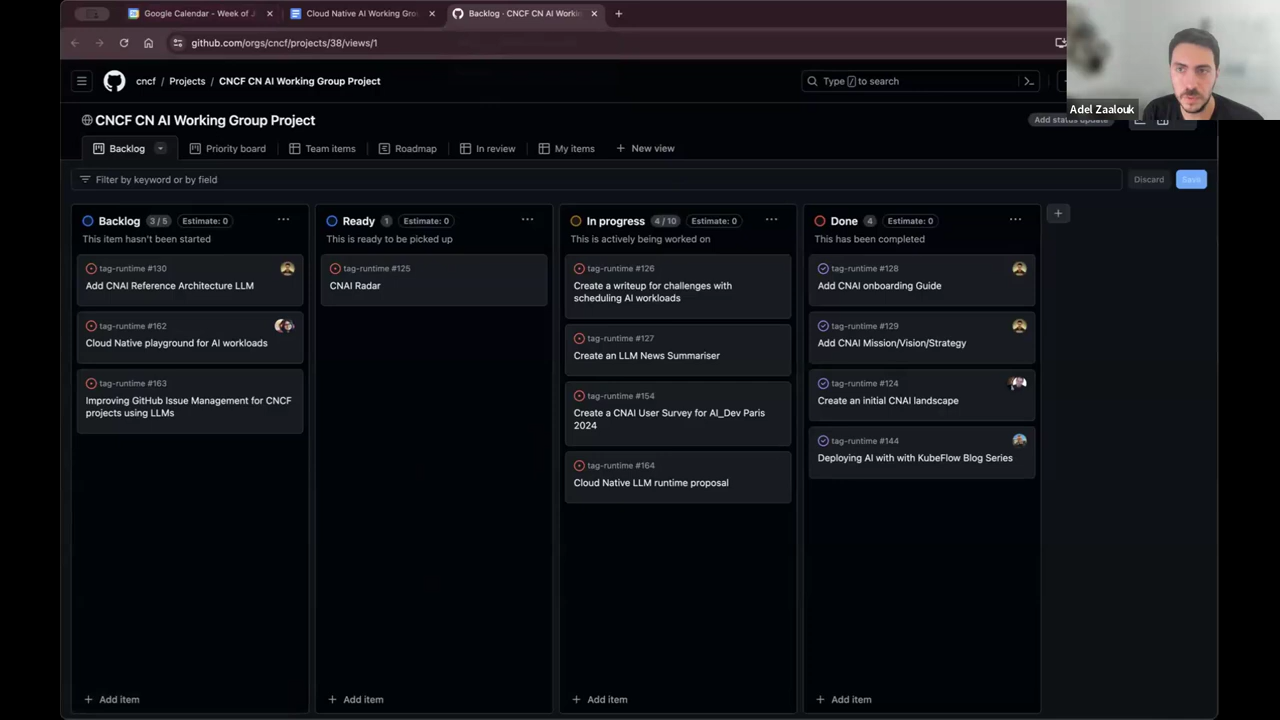 Google Calendar - Week of J
Cloud Native AI Working Gro
Backlog · CNCF CN AI Workin
github.com/orgs/cncf/projects/38/views/1
cncf / Projects / CNCF CN AI Working Group Project
Type / to search
Adel Zaalouk
CNCF CN AI Working Group Project
Add status update
Backlog
Priority board
Team items
Roadmap
In review
My items
New view
Filter by keyword or by field
Discard
Save
Backlog 3 / 5 Estimate: 0
This item hasn't been started
tag-runtime #130
Add CNAI Reference Architecture LLM
tag-runtime #162
Cloud Native playground for AI workloads
tag-runtime #163
Improving GitHub Issue Management for CNCF
projects using LLMs
Add item
Ready 1 Estimate: 0
This is ready to be picked up
tag-runtime #125
CNAI Radar
Add item
In progress 4 / 10 Estimate: 0
This is actively being worked on
tag-runtime #126
Create a writeup for challenges with
scheduling AI workloads
tag-runtime #127
Create an LLM News Summariser
tag-runtime #154
Create a CNAI User Survey for AI_Dev Paris
2024
tag-runtime #164
Cloud Native LLM runtime proposal
Add item
Done 4 Estimate: 0
This has been completed
tag-runtime #128
Add CNAI onboarding Guide
tag-runtime #129
Add CNAI Mission/Vision/Strategy
tag-runtime #124
Create an initial CNAI landscape
tag-runtime #144
Deploying AI with with KubeFlow Blog Series
Add item